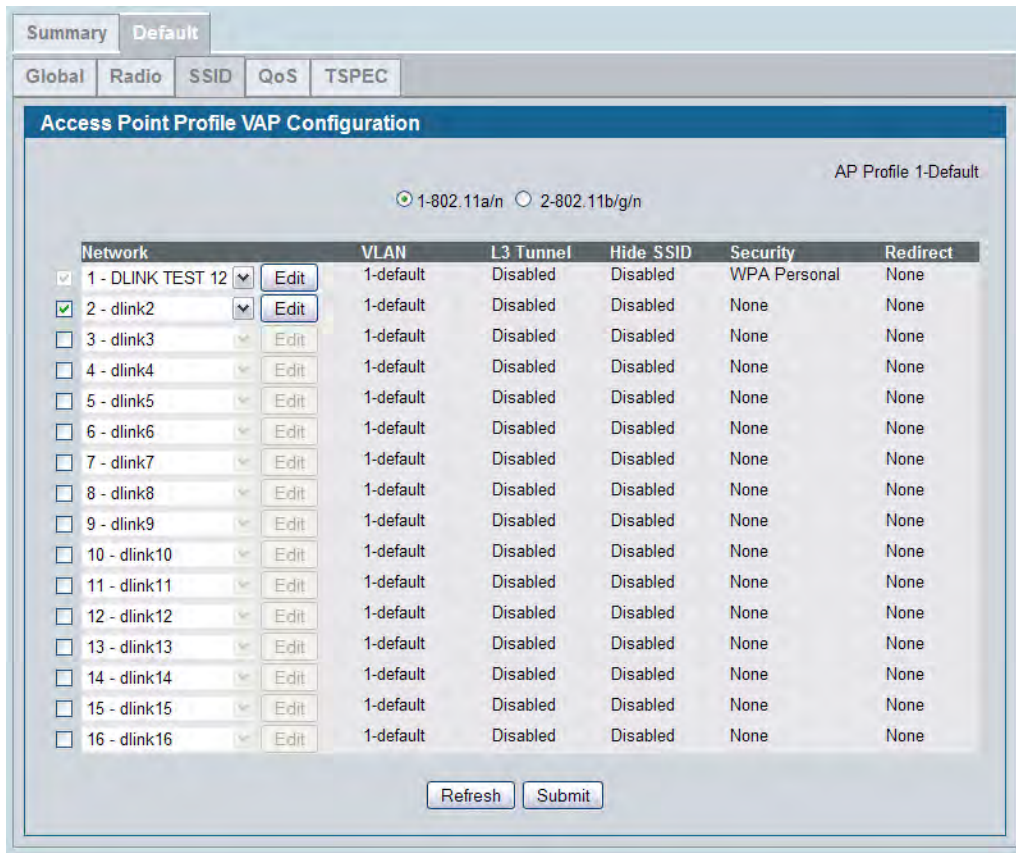 Summary Default
Global Radio SSID QoS TSPEC
Access Point Profile VAP Configuration
AP Profile 1-Default
1-802.11a/n 2-802.11b/g/n
Network VLAN L3 Tunnel Hide SSID Security Redirect
1 - DLINK TEST 12 Edit 1-default Disabled Disabled WPA Personal None
2 - dlink2 Edit 1-default Disabled Disabled None None
3 - dlink3 Edit 1-default Disabled Disabled None None
4 - dlink4 Edit 1-default Disabled Disabled None None
5 - dlink5 Edit 1-default Disabled Disabled None None
6 - dlink6 Edit 1-default Disabled Disabled None None
7 - dlink7 Edit 1-default Disabled Disabled None None
8 - dlink8 Edit 1-default Disabled Disabled None None
9 - dlink9 Edit 1-default Disabled Disabled None None
10 - dlink10 Edit 1-default Disabled Disabled None None
11 - dlink11 Edit 1-default Disabled Disabled None None
12 - dlink12 Edit 1-default Disabled Disabled None None
13 - dlink13 Edit 1-default Disabled Disabled None None
14 - dlink14 Edit 1-default Disabled Disabled None None
15 - dlink15 Edit 1-default Disabled Disabled None None
16 - dlink16 Edit 1-default Disabled Disabled None None
Refresh Submit